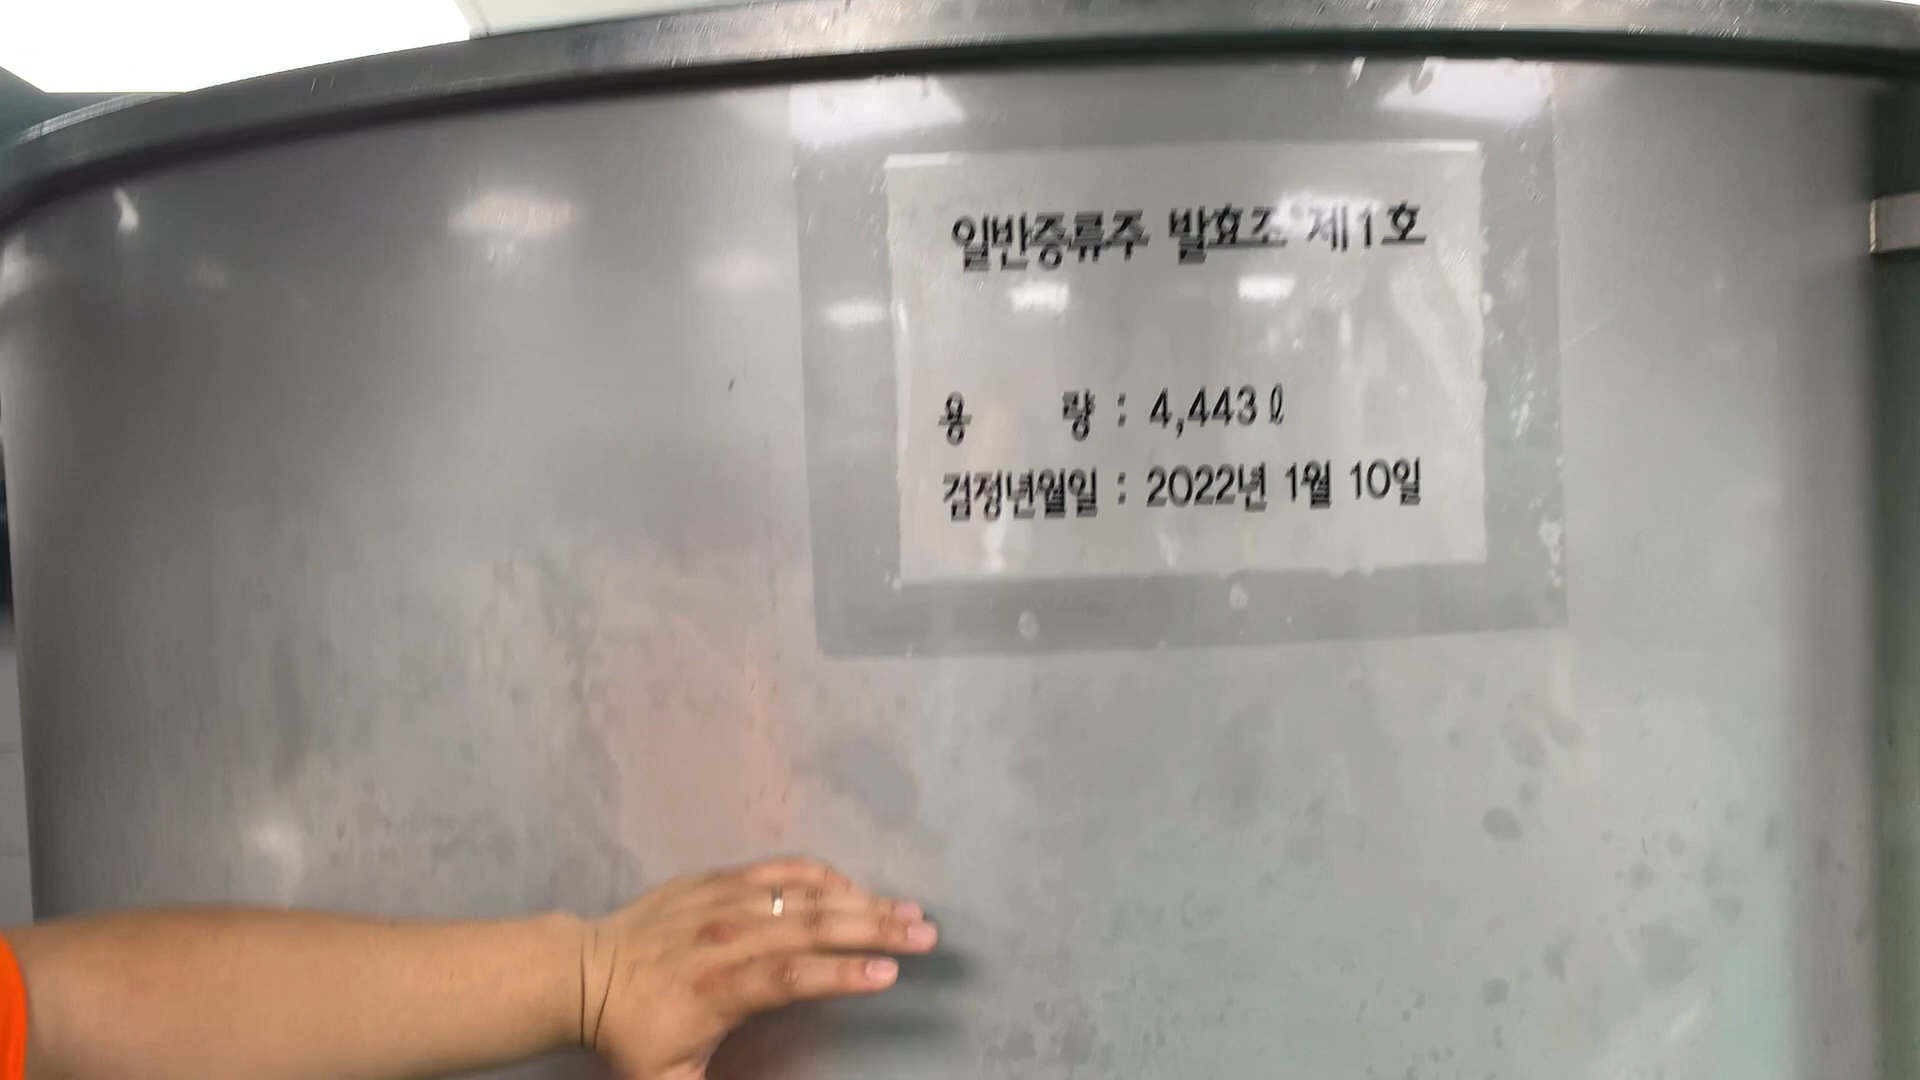 일반증류주 발효조 제1호
용 량 : 4,443ℓ
검정년월일 : 2022년 1월 10일